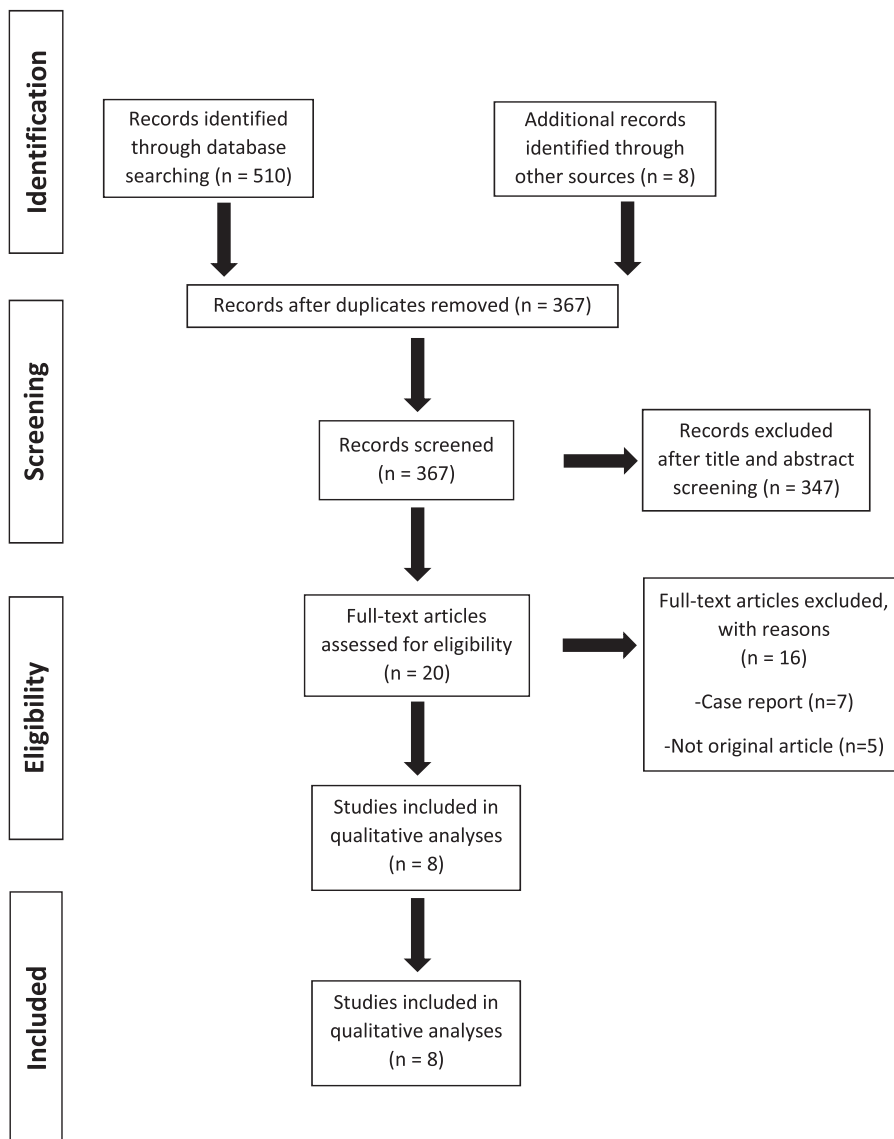 Identification
Records identified
through database
searching (n = 510)
Additional records
identified through
other sources (n = 8)
Records after duplicates removed (n = 367)
Screening
Records screened
(n = 367)
Records excluded
after title and abstract
screening (n = 347)
Eligibility
Full-text articles
assessed for eligibility
(n = 20)
Full-text articles excluded,
with reasons
(n = 16)
-Case report (n=7)
-Not original article (n=5)
Studies included in
qualitative analyses
(n = 8)
Included
Studies included in
qualitative analyses
(n = 8)